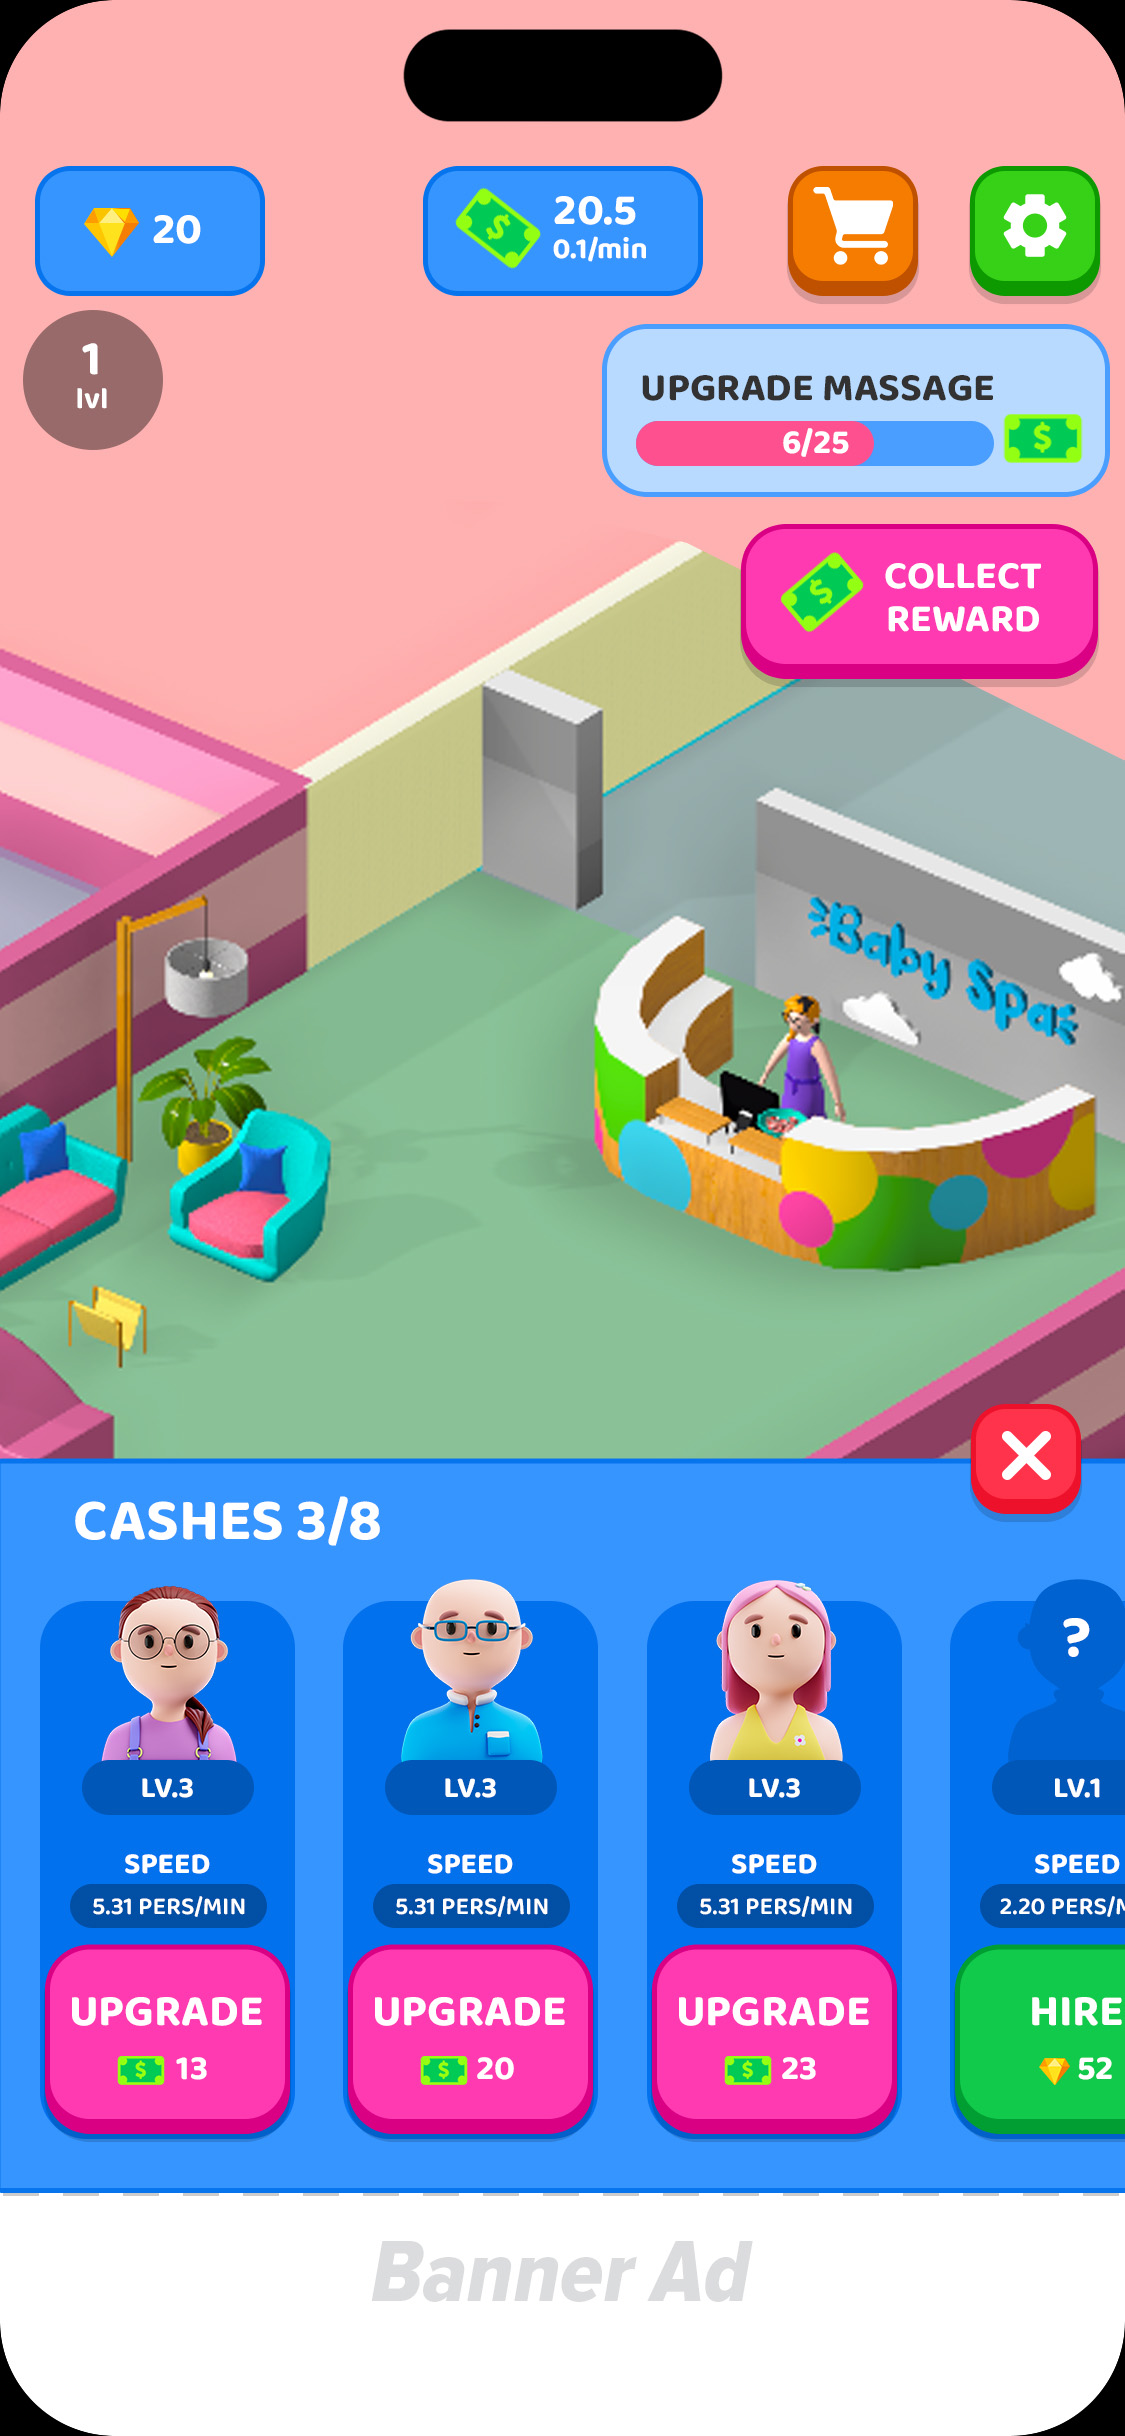 20
20.5
0.1/min
1
lvl
UPGRADE MASSAGE
6/25
COLLECT
REWARD
Baby Spa
CASHES 3/8
?
LV.3
LV.3
LV.3
LV.1
SPEED
SPEED
SPEED
SPEED
5.31 PERS/MIN
5.31 PERS/MIN
5.31 PERS/MIN
2.20 PERS/M
UPGRADE
UPGRADE
UPGRADE
HIRE
13
20
23
52
Banner Ad